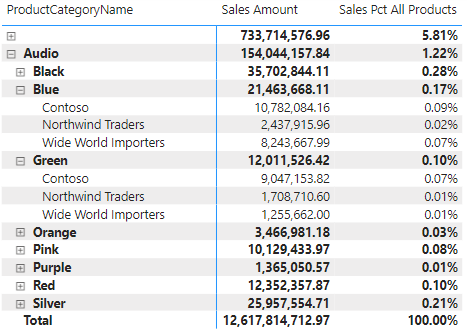 ProductCategoryName Sales Amount Sales Pct All Products
733,714,576.96 5.81%
Audio 154,044,157.84 1.22%
Black 35,702,844.11 0.28%
Blue 21,463,668.11 0.17%
Contoso 10,782,084.16 0.09%
Northwind Traders 2,437,915.96 0.02%
Wide World Importers 8,243,667.99 0.07%
Green 12,011,526.42 0.10%
Contoso 9,047,153.82 0.07%
Northwind Traders 1,708,710.60 0.01%
Wide World Importers 1,255,662.00 0.01%
Orange 3,466,981.18 0.03%
Pink 10,129,433.97 0.08%
Purple 1,365,050.57 0.01%
Red 12,352,357.87 0.10%
Silver 25,957,554.71 0.21%
Total 12,617,814,712.97 100.00%